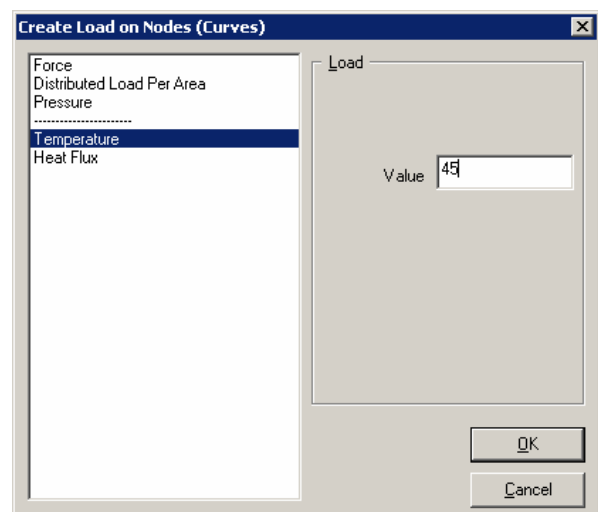 Create Load on Nodes (Curves)
Force
Distributed Load Per Area
Pressure
----------------------
Temperature
Heat Flux
Load
Value 45
OK
Cancel